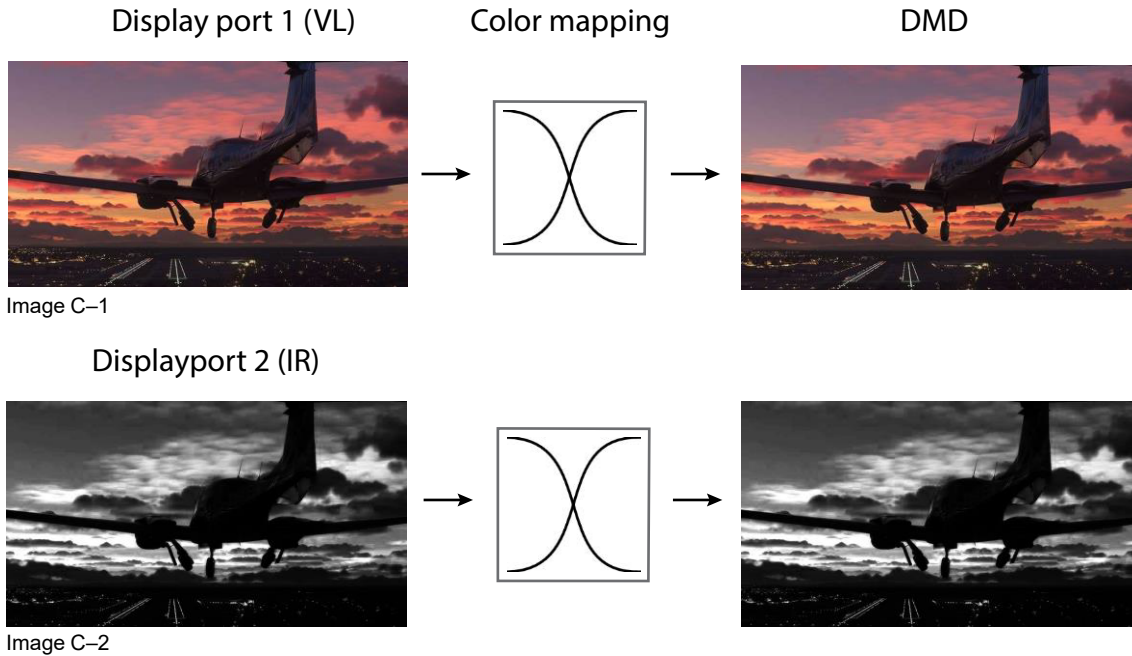 Display port 1 (VL)
Color mapping
DMD
Image C–1
Displayport 2 (IR)
Image C–2